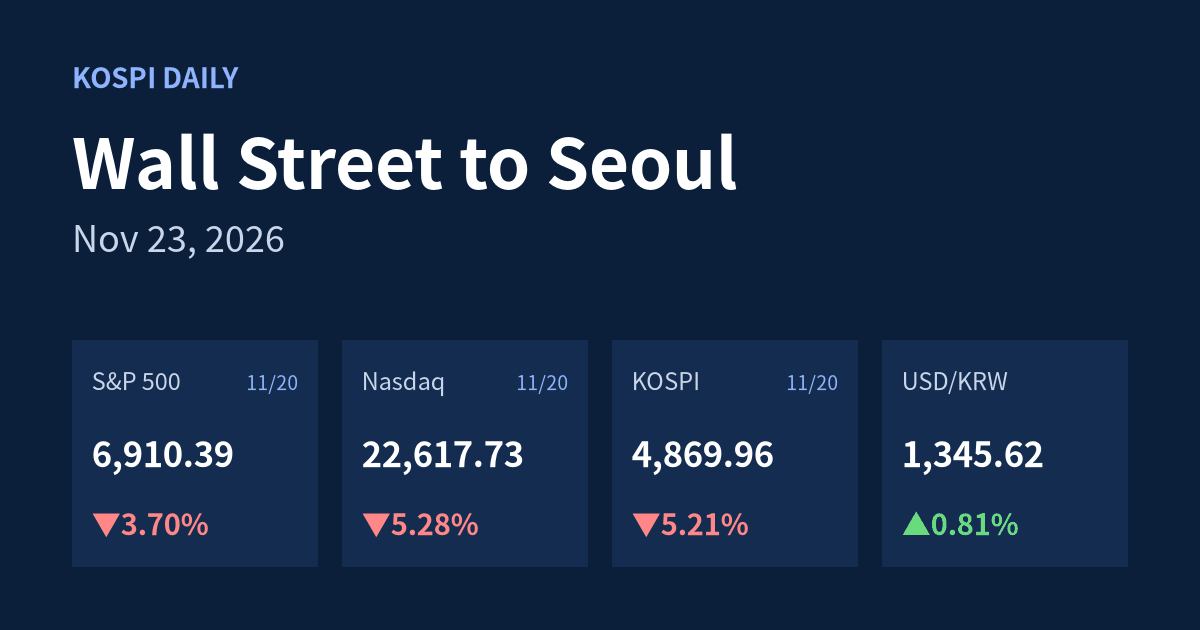 KOSPI DAILY
Wall Street to Seoul
Nov 23, 2026
S&P 500 11/20
6,910.39
▼3.70%
Nasdaq 11/20
22,617.73
▼5.28%
KOSPI 11/20
4,869.96
▼5.21%
USD/KRW
1,345.62
▲0.81%